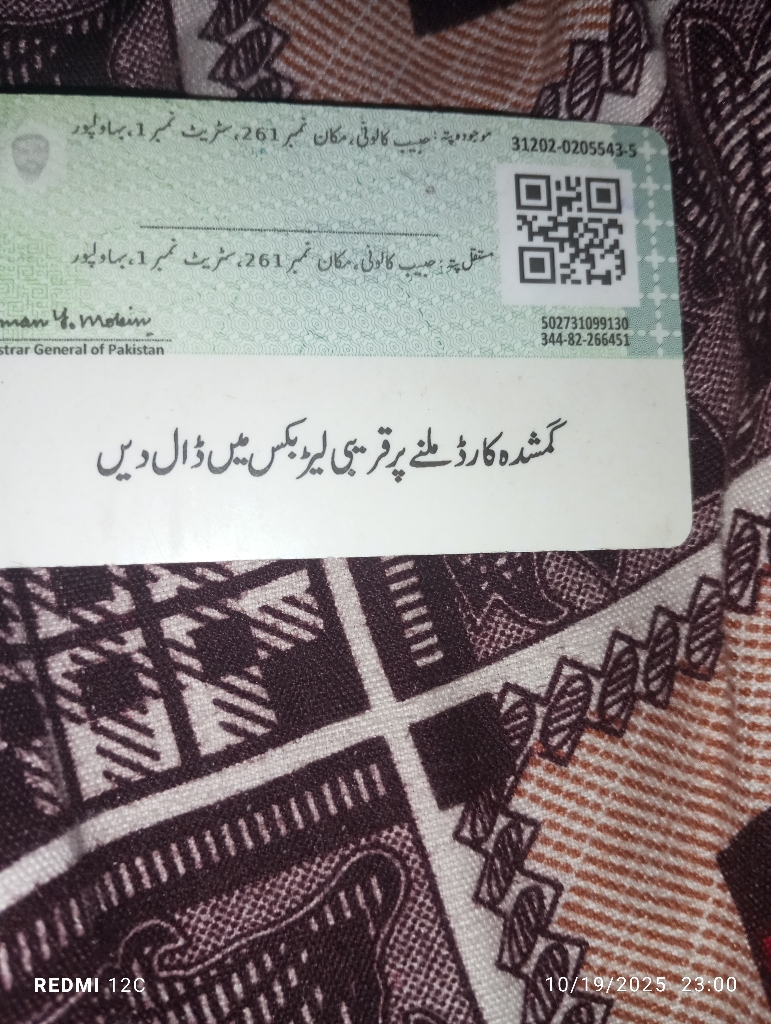 موجودہ پتہ: حبیب کالونی، مکان نمبر 261، سٹریٹ نمبر 1، بہاولپور
31202-0205543-5
مستقل پتہ: حبیب کالونی، مکان نمبر 261، سٹریٹ نمبر 1، بہاولپور
man Y. Mobin
strar General of Pakistan
502731099130
344-82-266451
گمشدہ کارڈ ملنے پر قریبی لیٹر بکس میں ڈال دیں
REDMI 12C
10/19/2025 23:00